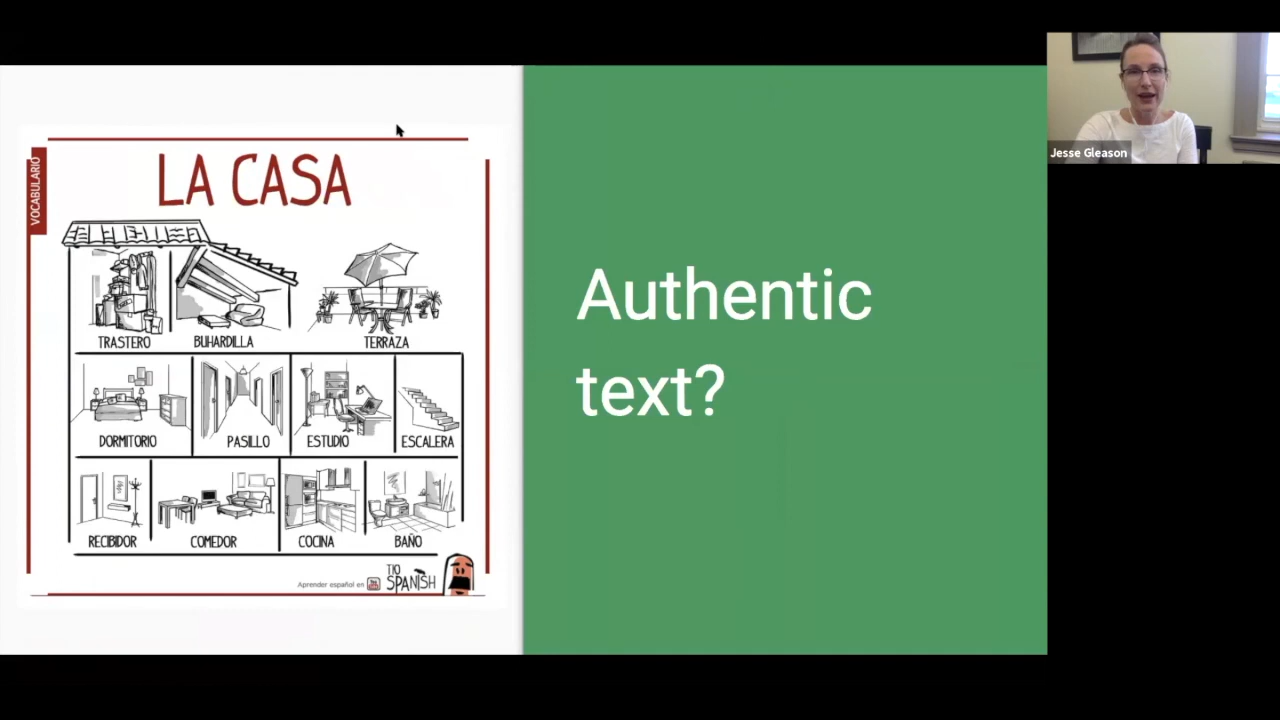 VOCABULARIO
LA CASA
TRASTERO BUHARDILLA TERRAZA
DORMITORIO PASILLO ESTUDIO ESCALERA
RECIBIDOR COMEDOR COCINA BAÑO
Aprender español en
TIO
SPANISH
Authentic
text?
Jesse Gleason